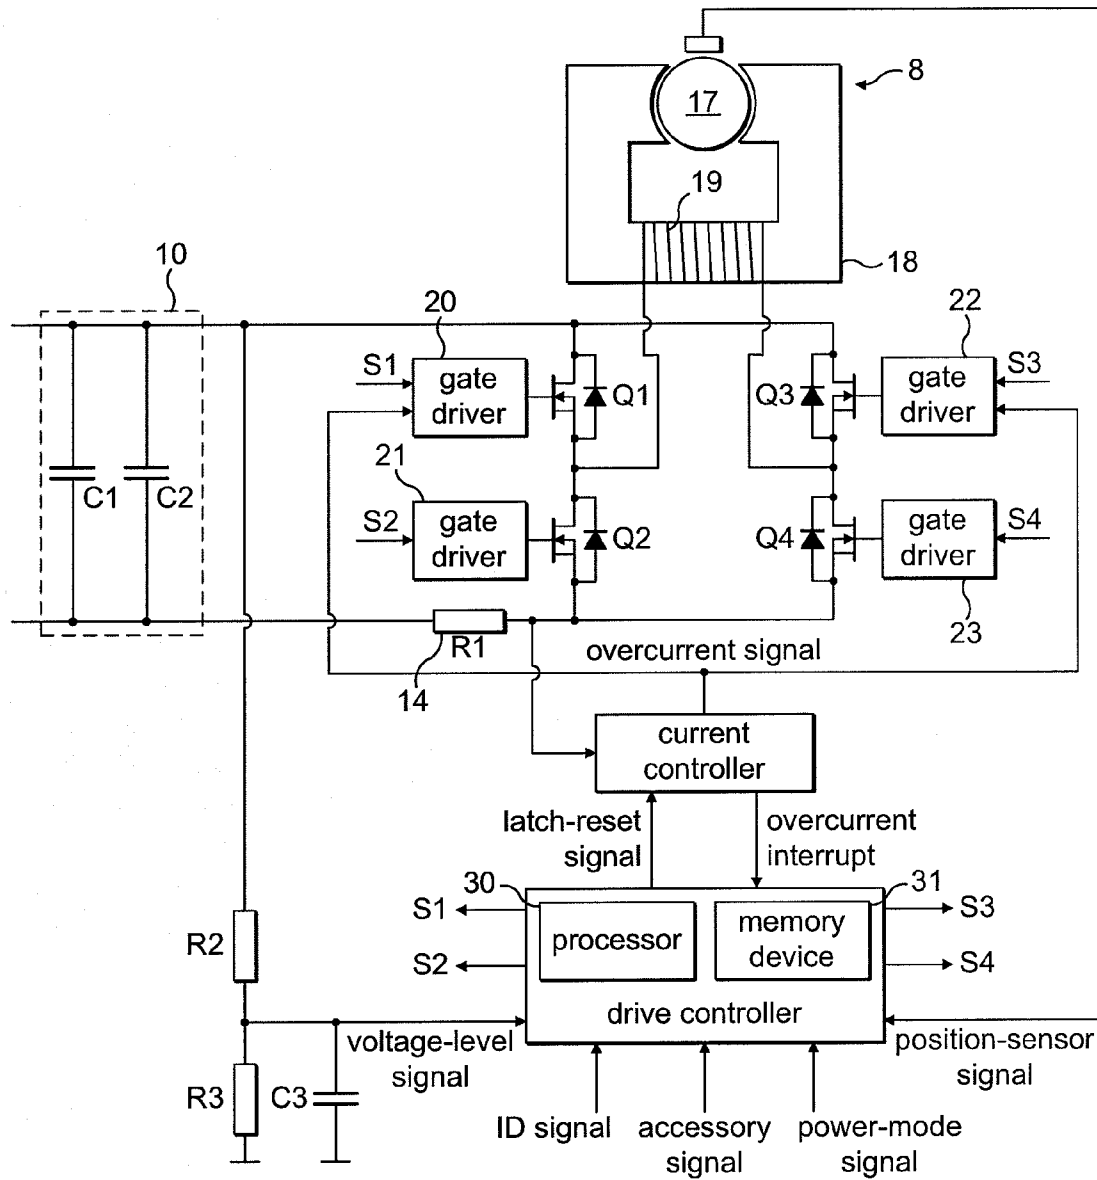 8
17
19
18
10
20
22
S1
gate
driver
Q1
Q3
gate
driver
S3
C1
C2
21
S2
gate
driver
Q2
Q4
gate
driver
S4
23
R1
14
overcurrent signal
current
controller
latch-reset
signal
overcurrent
interrupt
30
31
S1
S2
processor
memory
device
S3
S4
drive controller
R2
voltage-level
signal
position-sensor
signal
R3
C3
ID signal
accessory
signal
power-mode
signal